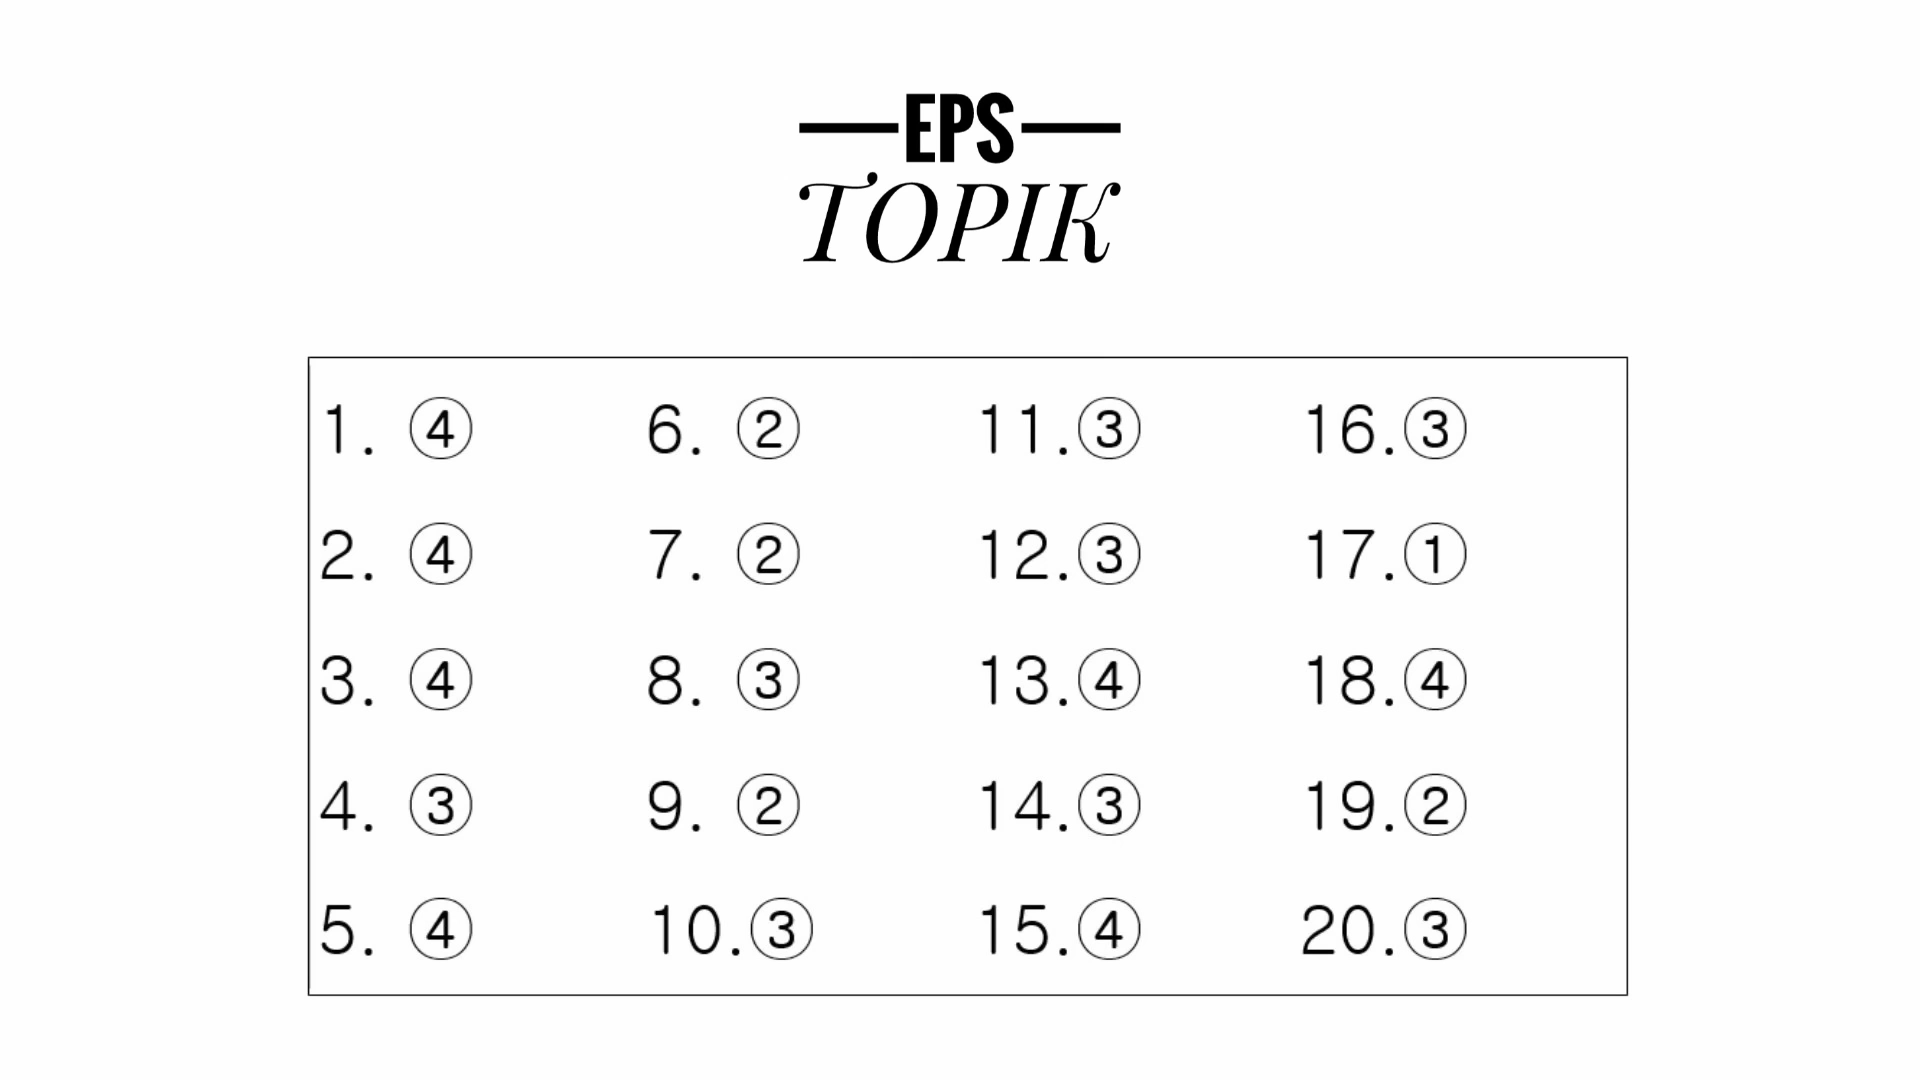 EPS
TOPIK
1. ④ 6. ② 11.③ 16.③
2. ④ 7. ② 12.③ 17.①
3. ④ 8. ③ 13.④ 18.④
4. ③ 9. ② 14.③ 19.②
5. ④ 10.③ 15.④ 20.③